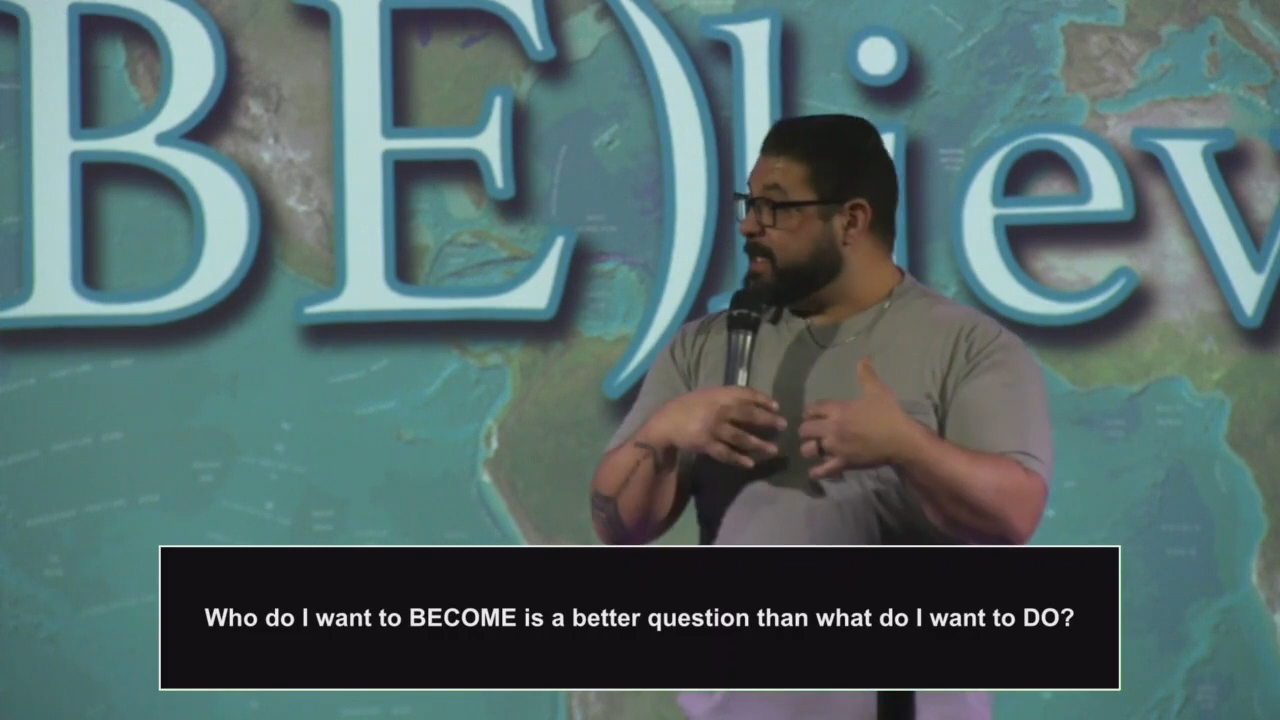 BE)liev
Who do I want to BECOME is a better question than what do I want to DO?